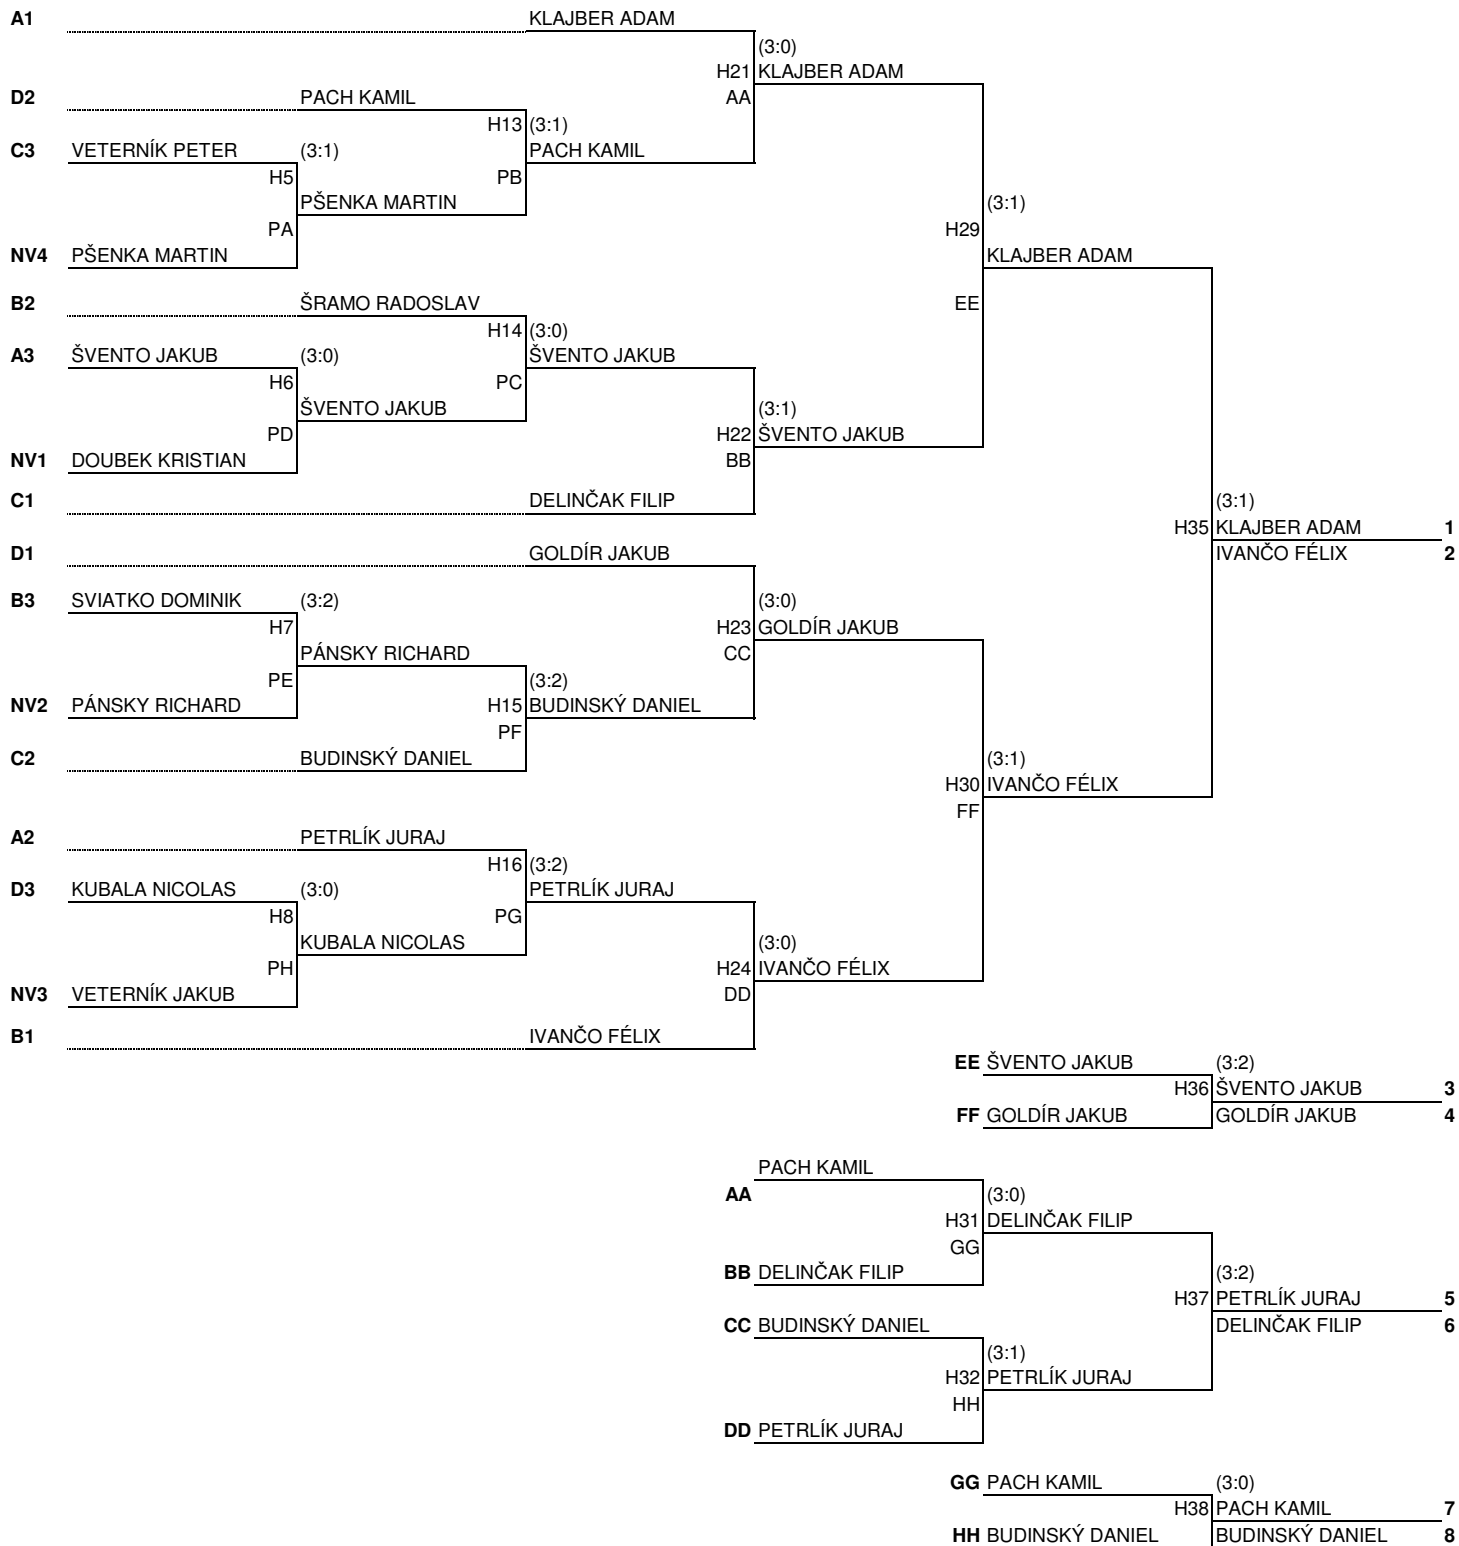 A1 KLAJBER ADAM
(3:0)
H21 KLAJBER ADAM
D2 PACH KAMIL AA
H13 (3:1)
C3 VETERNÍK PETER (3:1) PACH KAMIL
H5 PB
PŠENKA MARTIN (3:1)
PA H29
NV4 PŠENKA MARTIN KLAJBER ADAM
B2 ŠRAMO RADOSLAV EE
H14 (3:0)
A3 ŠVENTO JAKUB (3:0) ŠVENTO JAKUB
H6 PC
ŠVENTO JAKUB (3:1)
PD H22 ŠVENTO JAKUB
NV1 DOUBEK KRISTIAN BB
C1 DELINČAK FILIP (3:1)
H35 KLAJBER ADAM 1
D1 GOLDÍR JAKUB IVANČO FÉLIX 2
B3 SVIATKO DOMINIK (3:2) (3:0)
H7 H23 GOLDÍR JAKUB
PÁNSKY RICHARD CC
PE (3:2)
NV2 PÁNSKY RICHARD H15 BUDINSKÝ DANIEL
PF
C2 BUDINSKÝ DANIEL (3:1)
H30 IVANČO FÉLIX
FF
A2 PETRLÍK JURAJ
H16 (3:2)
D3 KUBALA NICOLAS (3:0) PETRLÍK JURAJ
H8 PG
KUBALA NICOLAS (3:0)
PH H24 IVANČO FÉLIX
NV3 VETERNÍK JAKUB DD
B1 IVANČO FÉLIX
EE ŠVENTO JAKUB (3:2)
H36 ŠVENTO JAKUB 3
FF GOLDÍR JAKUB GOLDÍR JAKUB 4
PACH KAMIL
AA (3:0)
H31 DELINČAK FILIP
GG
BB DELINČAK FILIP (3:2)
H37 PETRLÍK JURAJ 5
CC BUDINSKÝ DANIEL DELINČAK FILIP 6
(3:1)
H32 PETRLÍK JURAJ
HH
DD PETRLÍK JURAJ
GG PACH KAMIL (3:0)
H38 PACH KAMIL 7
HH BUDINSKÝ DANIEL BUDINSKÝ DANIEL 8